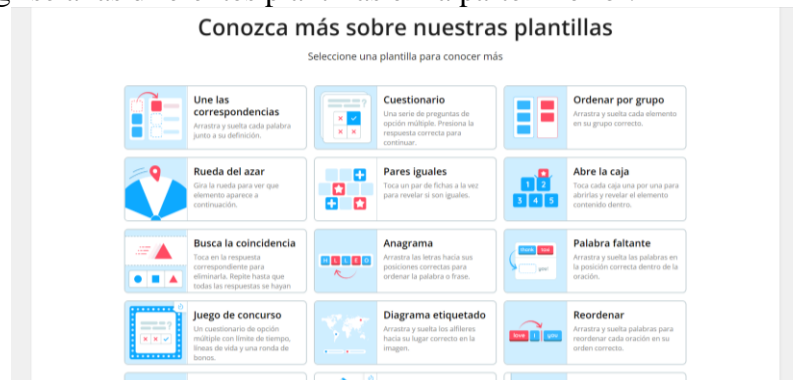 Conozca más sobre nuestras plantillas
Seleccione una plantilla para conocer más
Une las
correspondencias
Arrastra y suelta cada palabra
junto a su definición.
Cuestionario
Una serie de preguntas de
opción múltiple. Presiona la
respuesta correcta para
continuar.
Ordenar por grupo
Arrastra y suelta cada elemento
en su grupo correcto.
Rueda del azar
Gira la rueda para ver que
elemento aparece a
continuación.
Pares iguales
Toca un par de fichas a la vez
para revelar si son iguales.
Abre la caja
Toca cada caja una por una para
abrirlas y revelar el elemento
contenido dentro.
1 2
3 4 5
Busca la coincidencia
Toca en la respuesta
correspondiente para
eliminarla. Repite hasta que
todas las respuestas se hayan
Anagrama
Arrastra las letras hacia sus
posiciones correctas para
ordenar la palabra o frase.
H L L E O
Palabra faltante
Arrastra y suelta las palabras en
la posición correcta dentro de la
oración.
thank
you!
Juego de concurso
Un cuestionario de opción
múltiple con límite de tiempo,
líneas de vida y una ronda de
bonos.
Diagrama etiquetado
Arrastra y suelta los alfileres
hacia su lugar correcto en la
imagen.
Reordenar
Arrastra y suelta palabras para
reordenar cada oración en su
orden correcto.
love I you